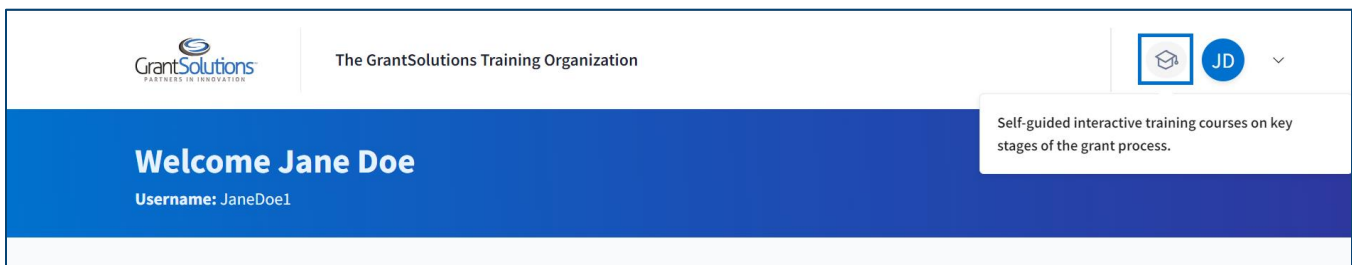 GrantSolutions
PARTNERS IN INNOVATION
The GrantSolutions Training Organization
JD
Self-guided interactive training courses on key
stages of the grant process.
Welcome Jane Doe
Username: JaneDoe1